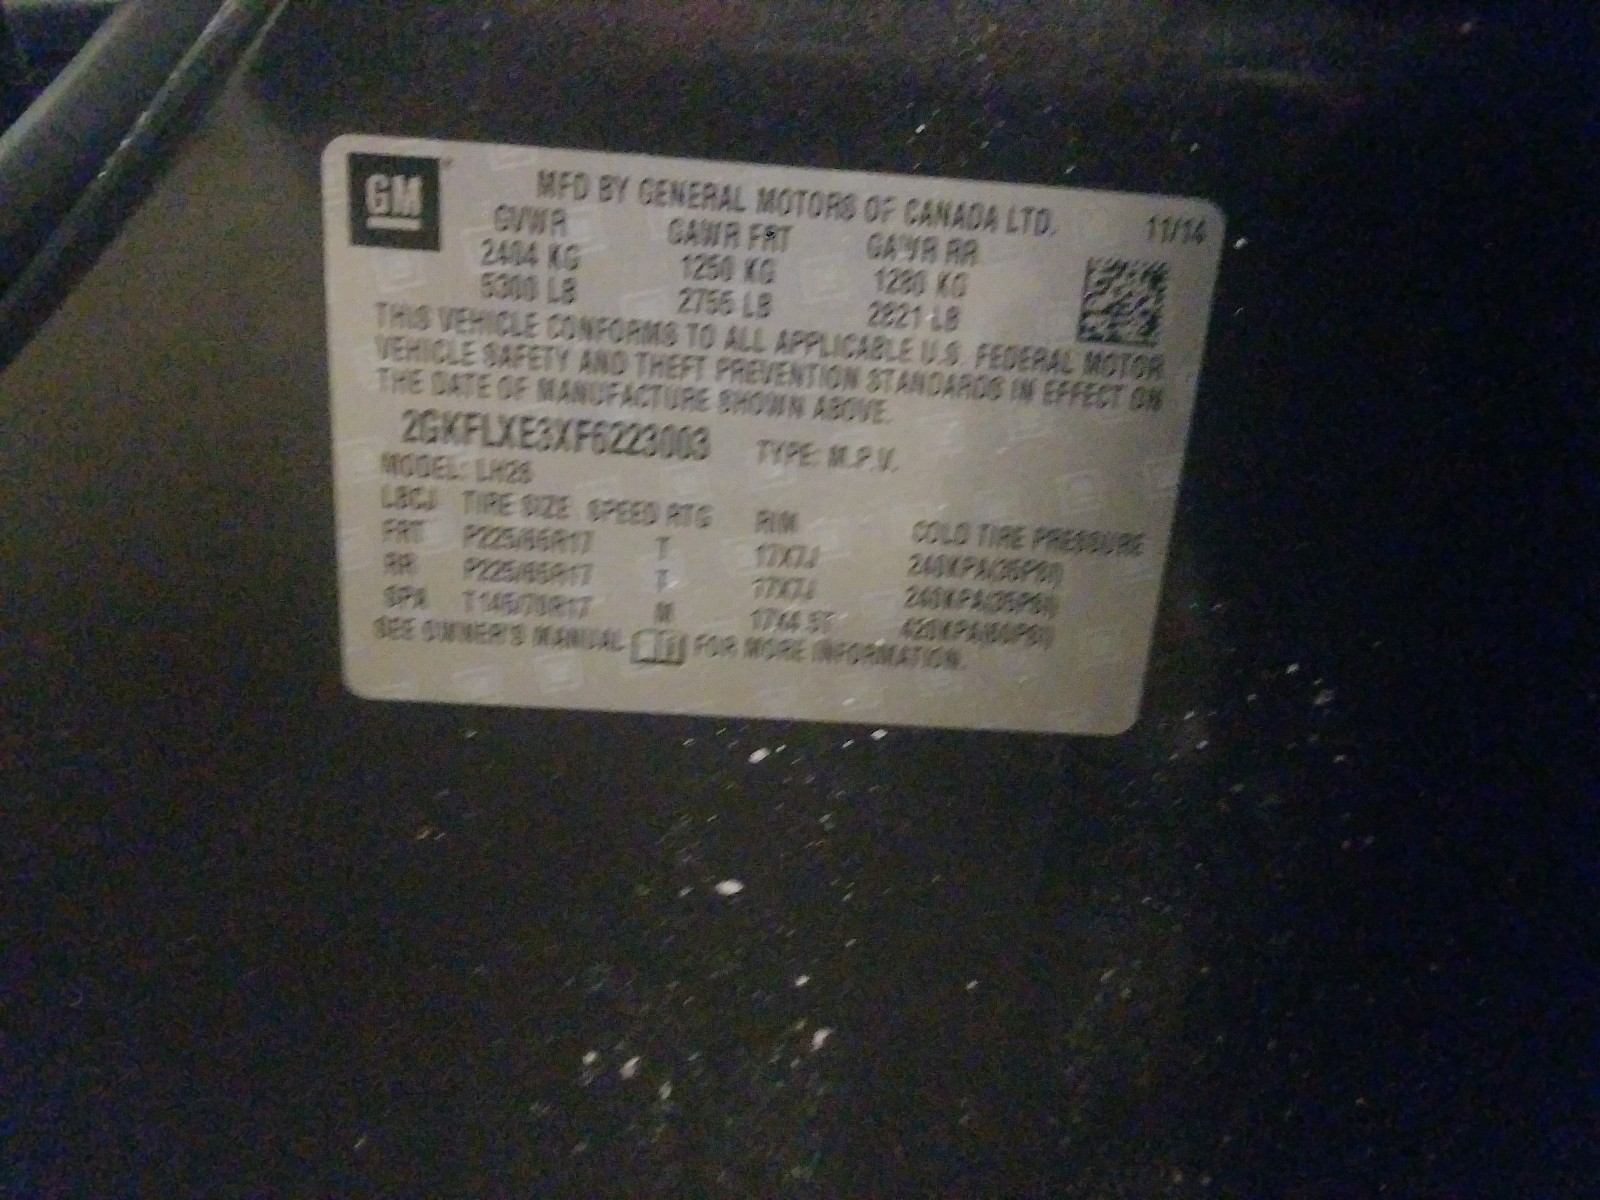 GM
MFD BY GENERAL MOTORS OF CANADA LTD. 11/14
GVWR GAWR FRT GAWR RR
2404 KG 1250 KG 1280 KG
5300 LB 2755 LB 2821 LB
THIS VEHICLE CONFORMS TO ALL APPLICABLE U.S. FEDERAL MOTOR
VEHICLE SAFETY AND THEFT PREVENTION STANDARDS IN EFFECT ON
THE DATE OF MANUFACTURE SHOWN ABOVE.
2GKFLXE3XF6223003 TYPE: M.P.V.
MODEL: LH26
TIRE SIZE SPEED RTG RIM COLD TIRE PRESSURE
FRT P225/65R17 T 17X7J 240KPA(35PSI)
RR P225/65R17 T 17X7J 240KPA(35PSI)
SPA T145/70R17 M 17X4.5T 420KPA(60PSI)
SEE OWNER'S MANUAL FOR MORE INFORMATION.